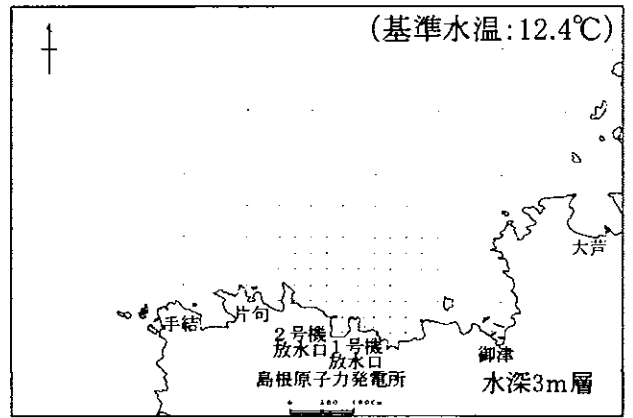 (基準水温:12.4℃)
大芦
手結
片句
2号機
放水口
1号機
放水口
御津
島根原子力発電所
水深3m層